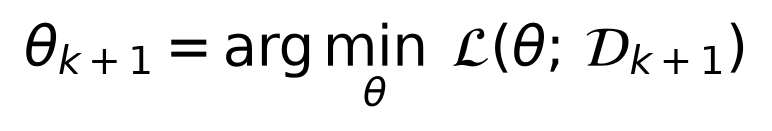 θ_{k+1} = arg min_θ ℒ(θ; 𝒟_{k+1})